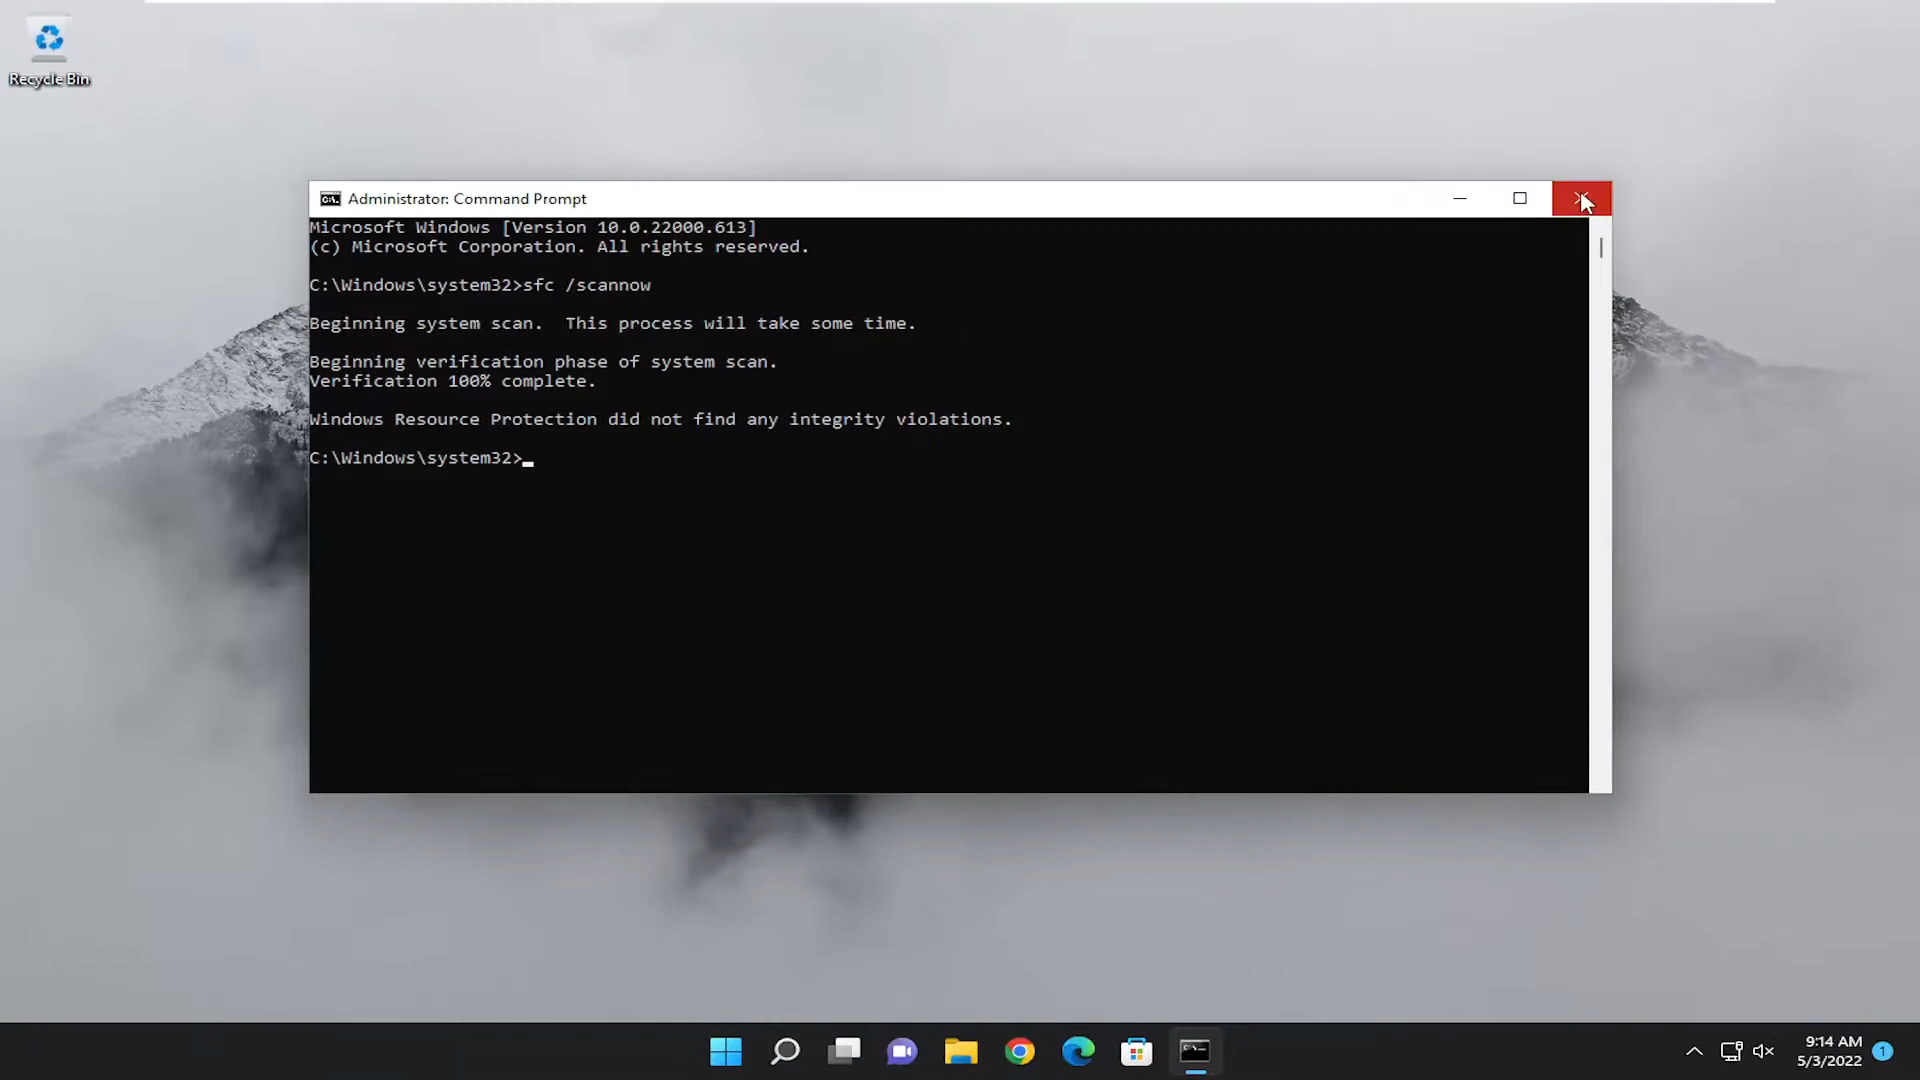 Recycle Bin
Administrator: Command Prompt
Microsoft Windows [Version 10.0.22000.613]
(c) Microsoft Corporation. All rights reserved.
C:\Windows\system32>sfc /scannow
Beginning system scan.  This process will take some time.
Beginning verification phase of system scan.
Verification 100% complete.
Windows Resource Protection did not find any integrity violations.
C:\Windows\system32>
9:14 AM
5/3/2022
1